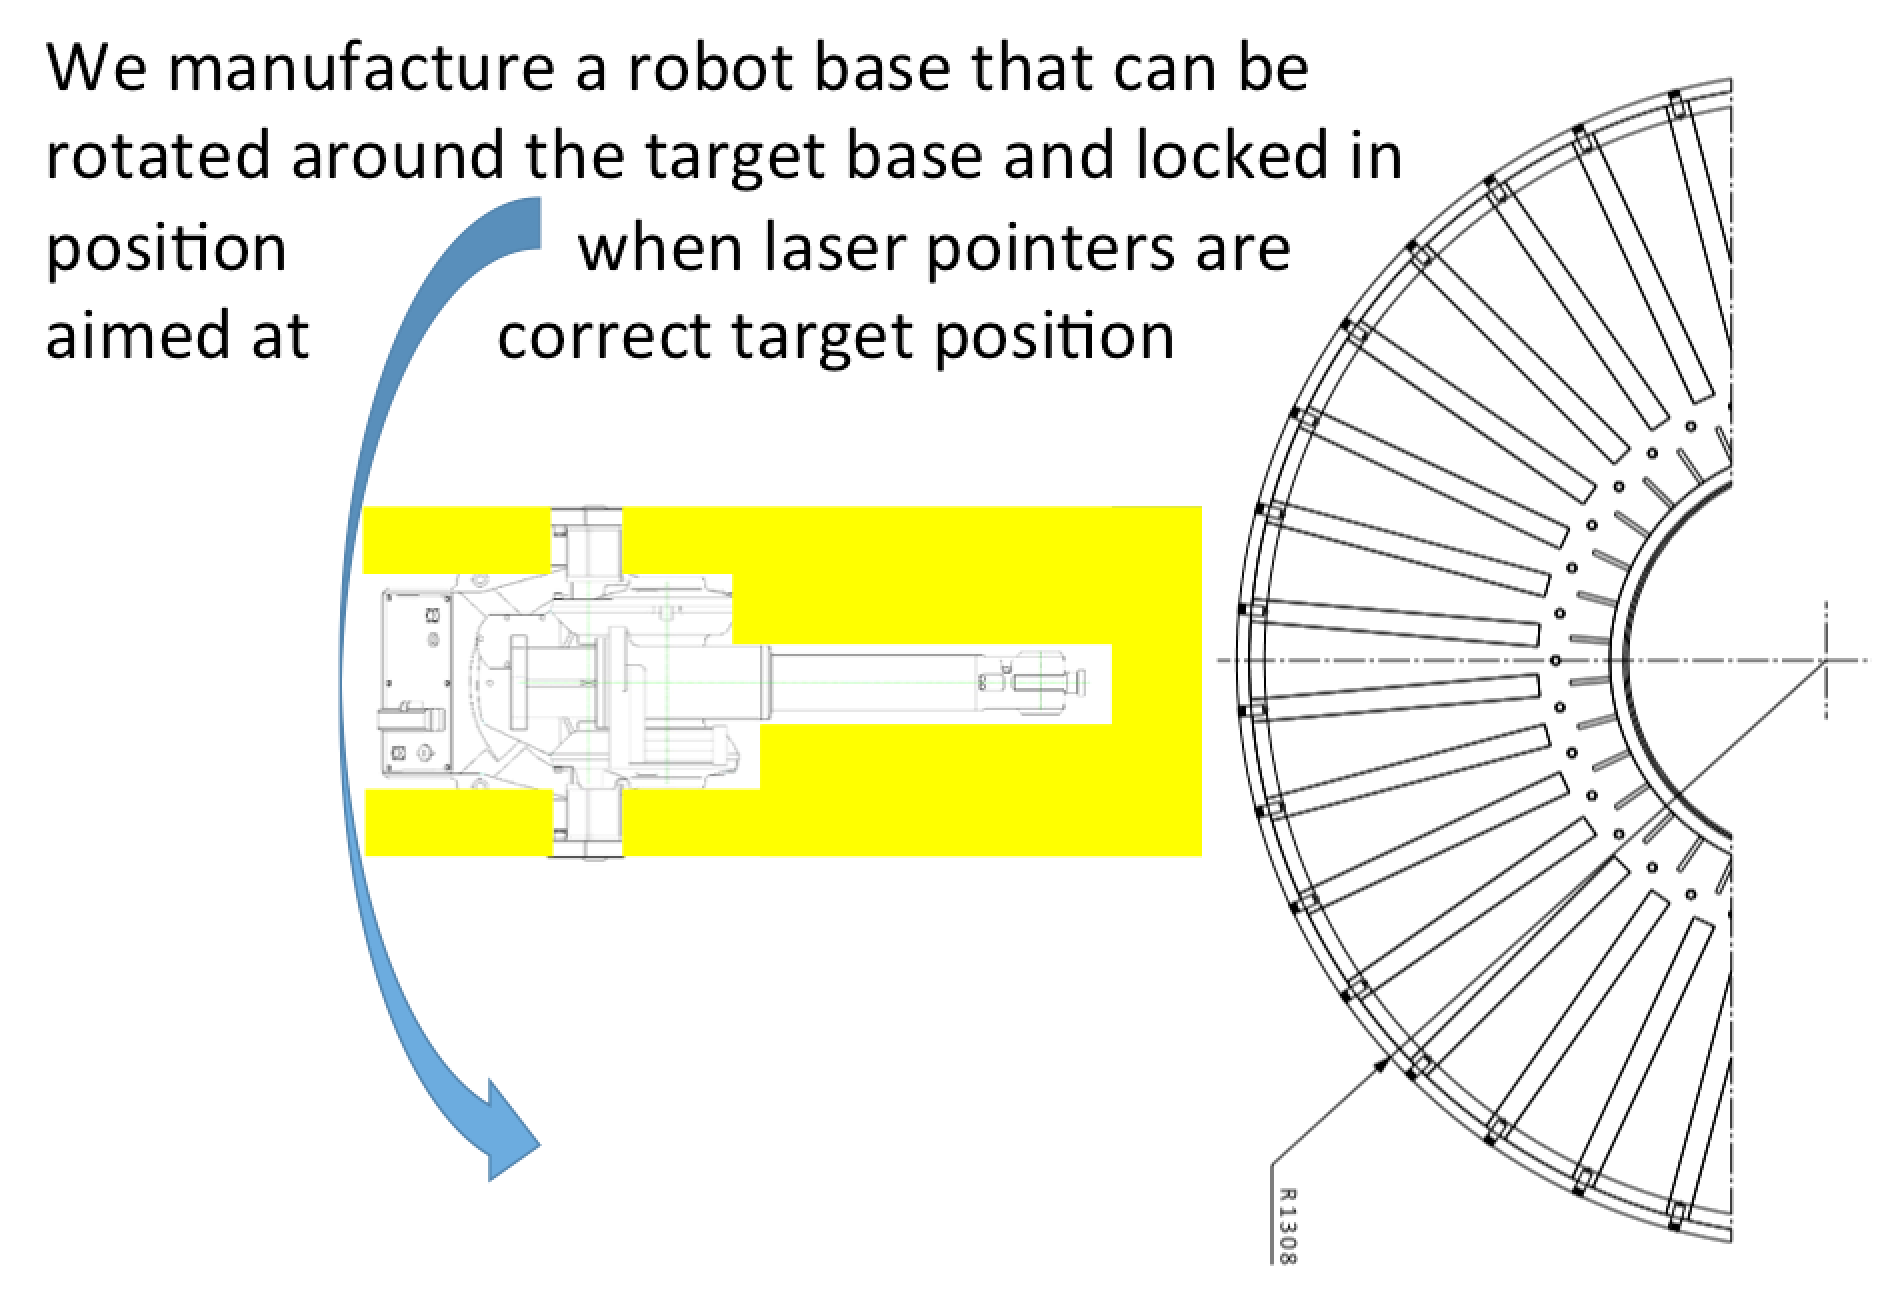 We manufacture a robot base that can be
rotated around the target base and locked in
position when laser pointers are
aimed at correct target position
R1308